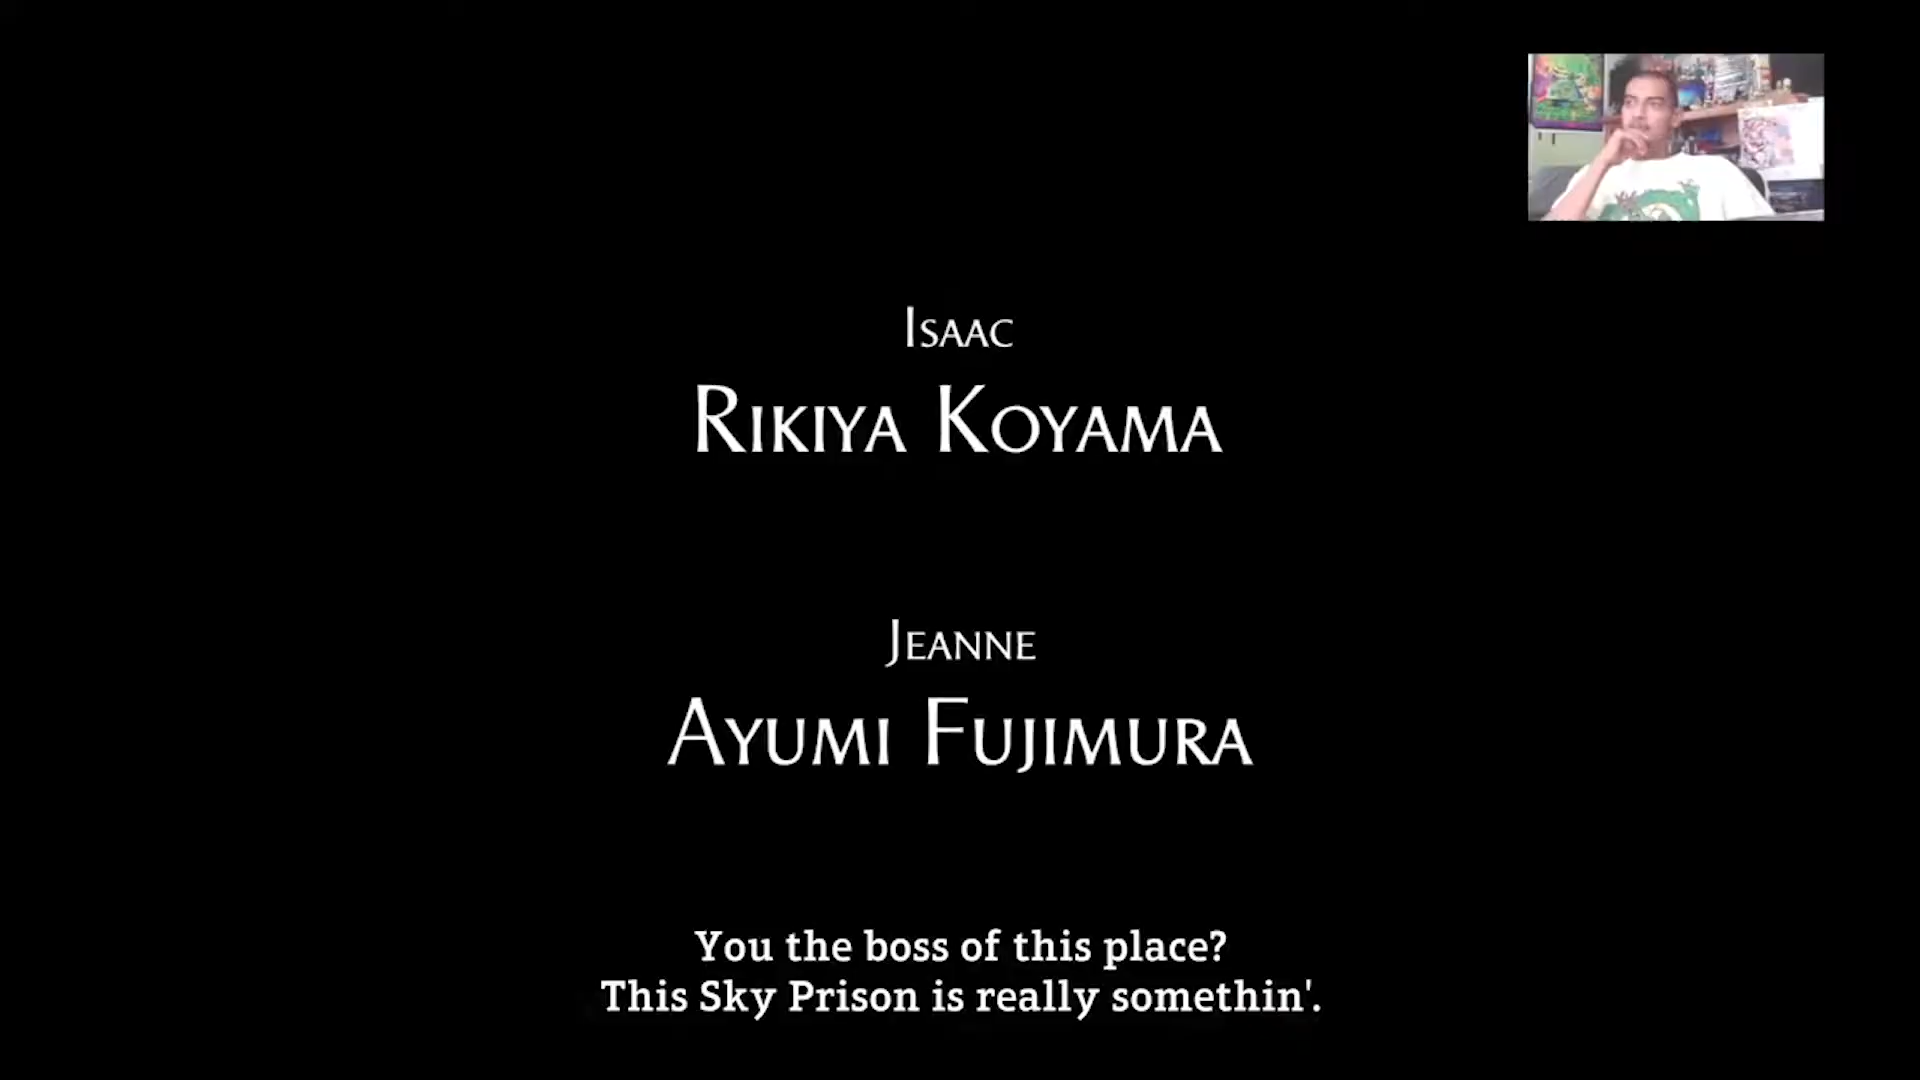 Isaac
Rikiya Koyama
Jeanne
Ayumi Fujimura
You the boss of this place?
This Sky Prison is really somethin'.